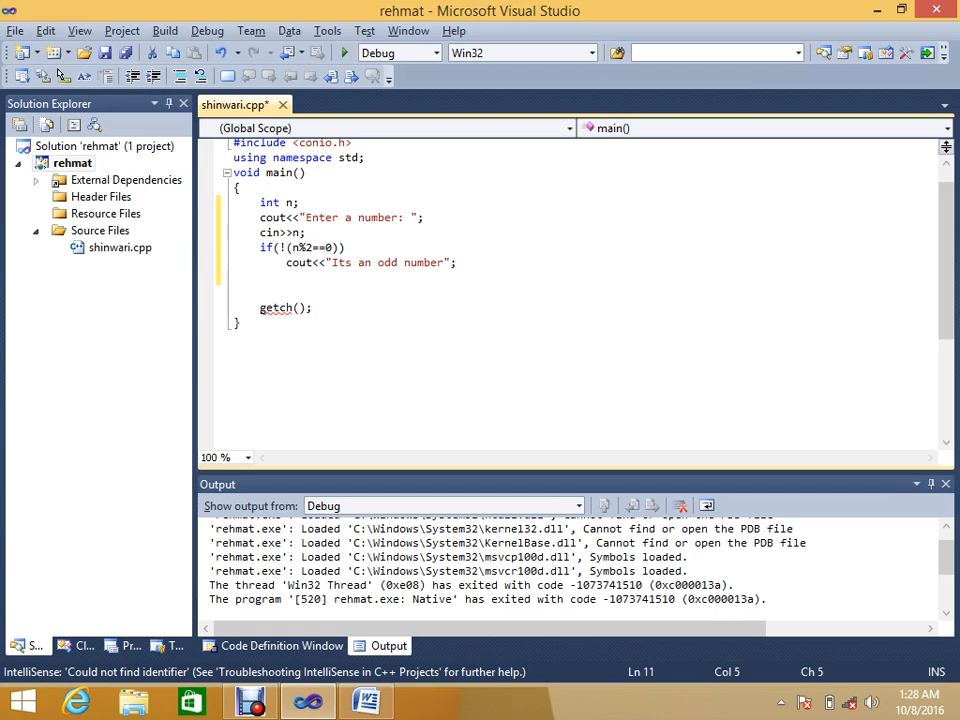 rehmat - Microsoft Visual Studio
File Edit View Project Build Debug Team Data Tools Test Window Help
Debug Win32
Solution Explorer
shinwari.cpp*
(Global Scope) main()
Solution 'rehmat' (1 project)
rehmat
External Dependencies
Header Files
Resource Files
Source Files
shinwari.cpp
#include <conio.h>
using namespace std;
void main()
{
int n;
cout<<"Enter a number: ";
cin>>n;
if(!(n%2==0))
cout<<"Its an odd number";
getch();
}
100 %
Output
Show output from: Debug
'rehmat.exe': Loaded 'C:\Windows\System32\kernel32.dll', Cannot find or open the PDB file
'rehmat.exe': Loaded 'C:\Windows\System32\KernelBase.dll', Cannot find or open the PDB file
'rehmat.exe': Loaded 'C:\Windows\System32\msvcp100d.dll', Symbols loaded.
'rehmat.exe': Loaded 'C:\Windows\System32\msvcr100d.dll', Symbols loaded.
The thread 'Win32 Thread' (0xe08) has exited with code -1073741510 (0xc000013a).
The program '[520] rehmat.exe: Native' has exited with code -1073741510 (0xc000013a).
S... Cl... Pr... T... Code Definition Window Output
IntelliSense: 'Could not find identifier' (See 'Troubleshooting IntelliSense in C++ Projects' for further help.) Ln 11 Col 5 Ch 5 INS
1:28 AM
10/8/2016